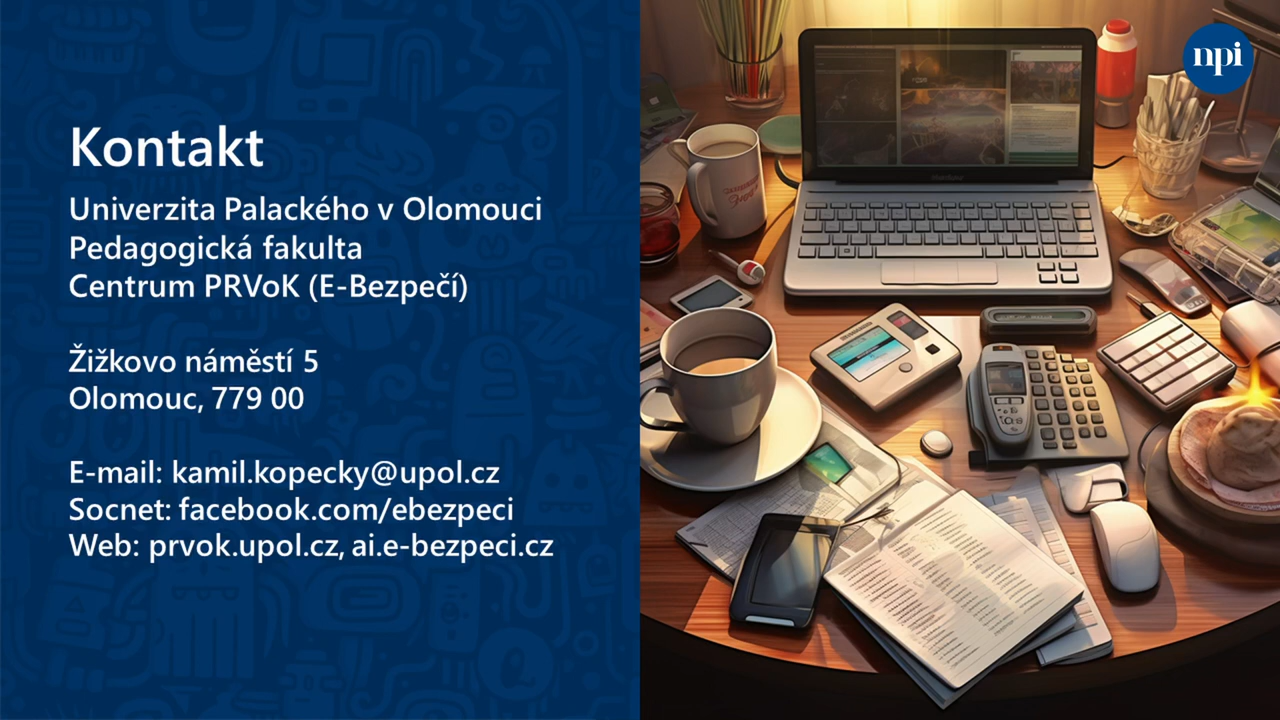 npi
Kontakt
Univerzita Palackého v Olomouci
Pedagogická fakulta
Centrum PRVoK (E-Bezpečí)
Žižkovo náměstí 5
Olomouc, 779 00
E-mail: kamil.kopecky@upol.cz
Socnet: facebook.com/ebezpeci
Web: prvok.upol.cz, ai.e-bezpeci.cz